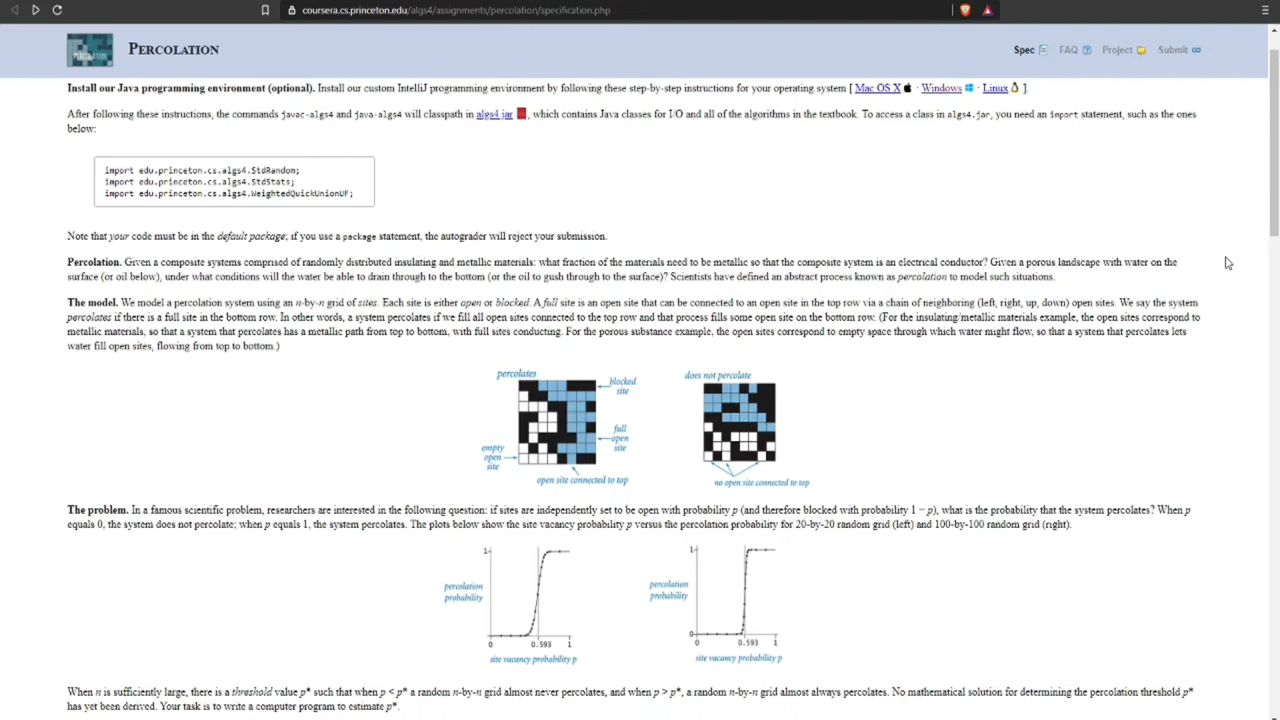 coursera.cs.princeton.edu/algs4/assignments/percolation/specification.php
PERCOLATION
Spec FAQ Project Submit
Install our Java programming environment (optional). Install our custom IntelliJ programming environment by following these step-by-step instructions for your operating system [ Mac OS X · Windows · Linux ].
After following these instructions, the commands javac-algs4 and java-algs4 will classpath in algs4.jar , which contains Java classes for I/O and all of the algorithms in the textbook. To access a class in algs4.jar, you need an import statement, such as the ones
below:
import edu.princeton.cs.algs4.StdRandom;
import edu.princeton.cs.algs4.StdStats;
import edu.princeton.cs.algs4.WeightedQuickUnionUF;
Note that your code must be in the default package; if you use a package statement, the autograder will reject your submission.
Percolation. Given a composite systems comprised of randomly distributed insulating and metallic materials: what fraction of the materials need to be metallic so that the composite system is an electrical conductor? Given a porous landscape with water on the
surface (or oil below), under what conditions will the water be able to drain through to the bottom (or the oil to gush through to the surface)? Scientists have defined an abstract process known as percolation to model such situations.
The model. We model a percolation system using an n-by-n grid of sites. Each site is either open or blocked. A full site is an open site that can be connected to an open site in the top row via a chain of neighboring (left, right, up, down) open sites. We say the system
percolates if there is a full site in the bottom row. In other words, a system percolates if we fill all open sites connected to the top row and that process fills some open site on the bottom row. (For the insulating/metallic materials example, the open sites correspond to
metallic materials, so that a system that percolates has a metallic path from top to bottom, with full sites conducting. For the porous substance example, the open sites correspond to empty space through which water might flow, so that a system that percolates lets
water fill open sites, flowing from top to bottom.)
percolates
blocked
site
full
open
site
empty
open
site
open site connected to top
does not percolate
no open site connected to top
The problem. In a famous scientific problem, researchers are interested in the following question: if sites are independently set to be open with probability p (and therefore blocked with probability 1 − p), what is the probability that the system percolates? When p
equals 0, the system does not percolate; when p equals 1, the system percolates. The plots below show the site vacancy probability p versus the percolation probability for 20-by-20 random grid (left) and 100-by-100 random grid (right).
1
percolation
probability
0 0.593 1
site vacancy probability p
1
percolation
probability
0
0 0.593 1
site vacancy probability p
When n is sufficiently large, there is a threshold value p* such that when p < p* a random n-by-n grid almost never percolates, and when p > p*, a random n-by-n grid almost always percolates. No mathematical solution for determining the percolation threshold p*
has yet been derived. Your task is to write a computer program to estimate p*.